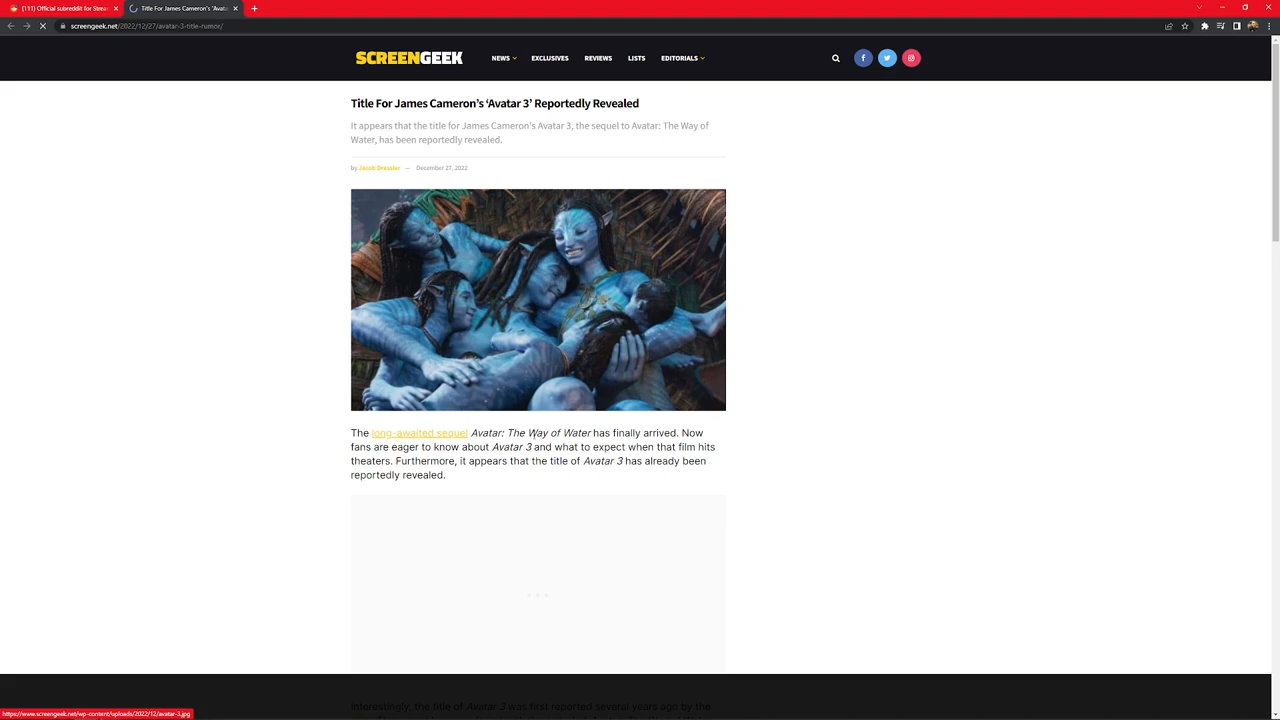 (111) Official subreddit for Strea
Title For James Cameron's 'Avata
screengeek.net/2022/12/27/avatar-3-title-rumor/
SCREENGEEK
NEWS EXCLUSIVES REVIEWS LISTS EDITORIALS
Title For James Cameron's ‘Avatar 3’ Reportedly Revealed
It appears that the title for James Cameron's Avatar 3, the sequel to Avatar: The Way of
Water, has been reportedly revealed.
by Jacob Dressler — December 27, 2022
The long-awaited sequel Avatar: The Way of Water has finally arrived. Now
fans are eager to know about Avatar 3 and what to expect when that film hits
theaters. Furthermore, it appears that the title of Avatar 3 has already been
reportedly revealed.
Interestingly, the title of Avatar 3 was first reported several years ago by the
https://www.screengeek.net/wp-content/uploads/2022/12/avatar-3.jpg